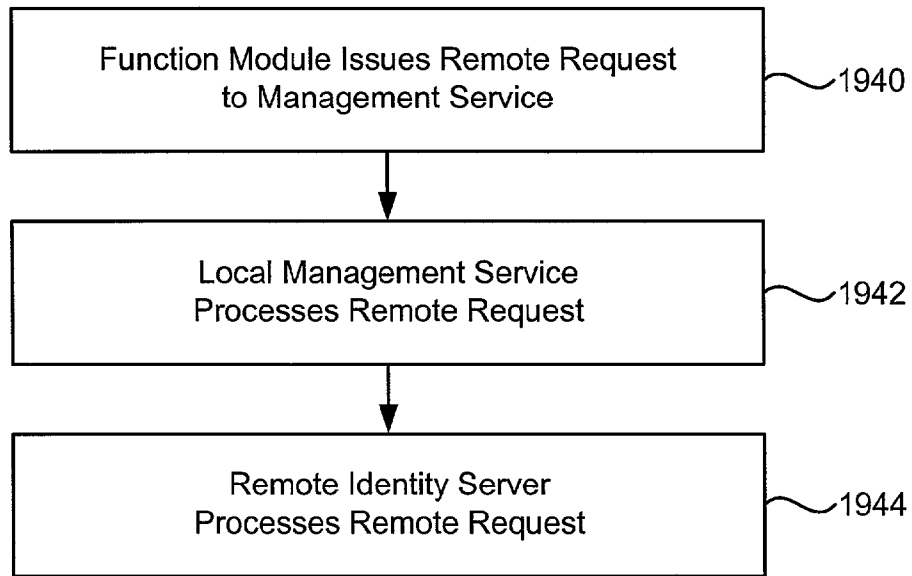 Function Module Issues Remote Request
to Management Service
1940
Local Management Service
Processes Remote Request
1942
Remote Identity Server
Processes Remote Request
1944